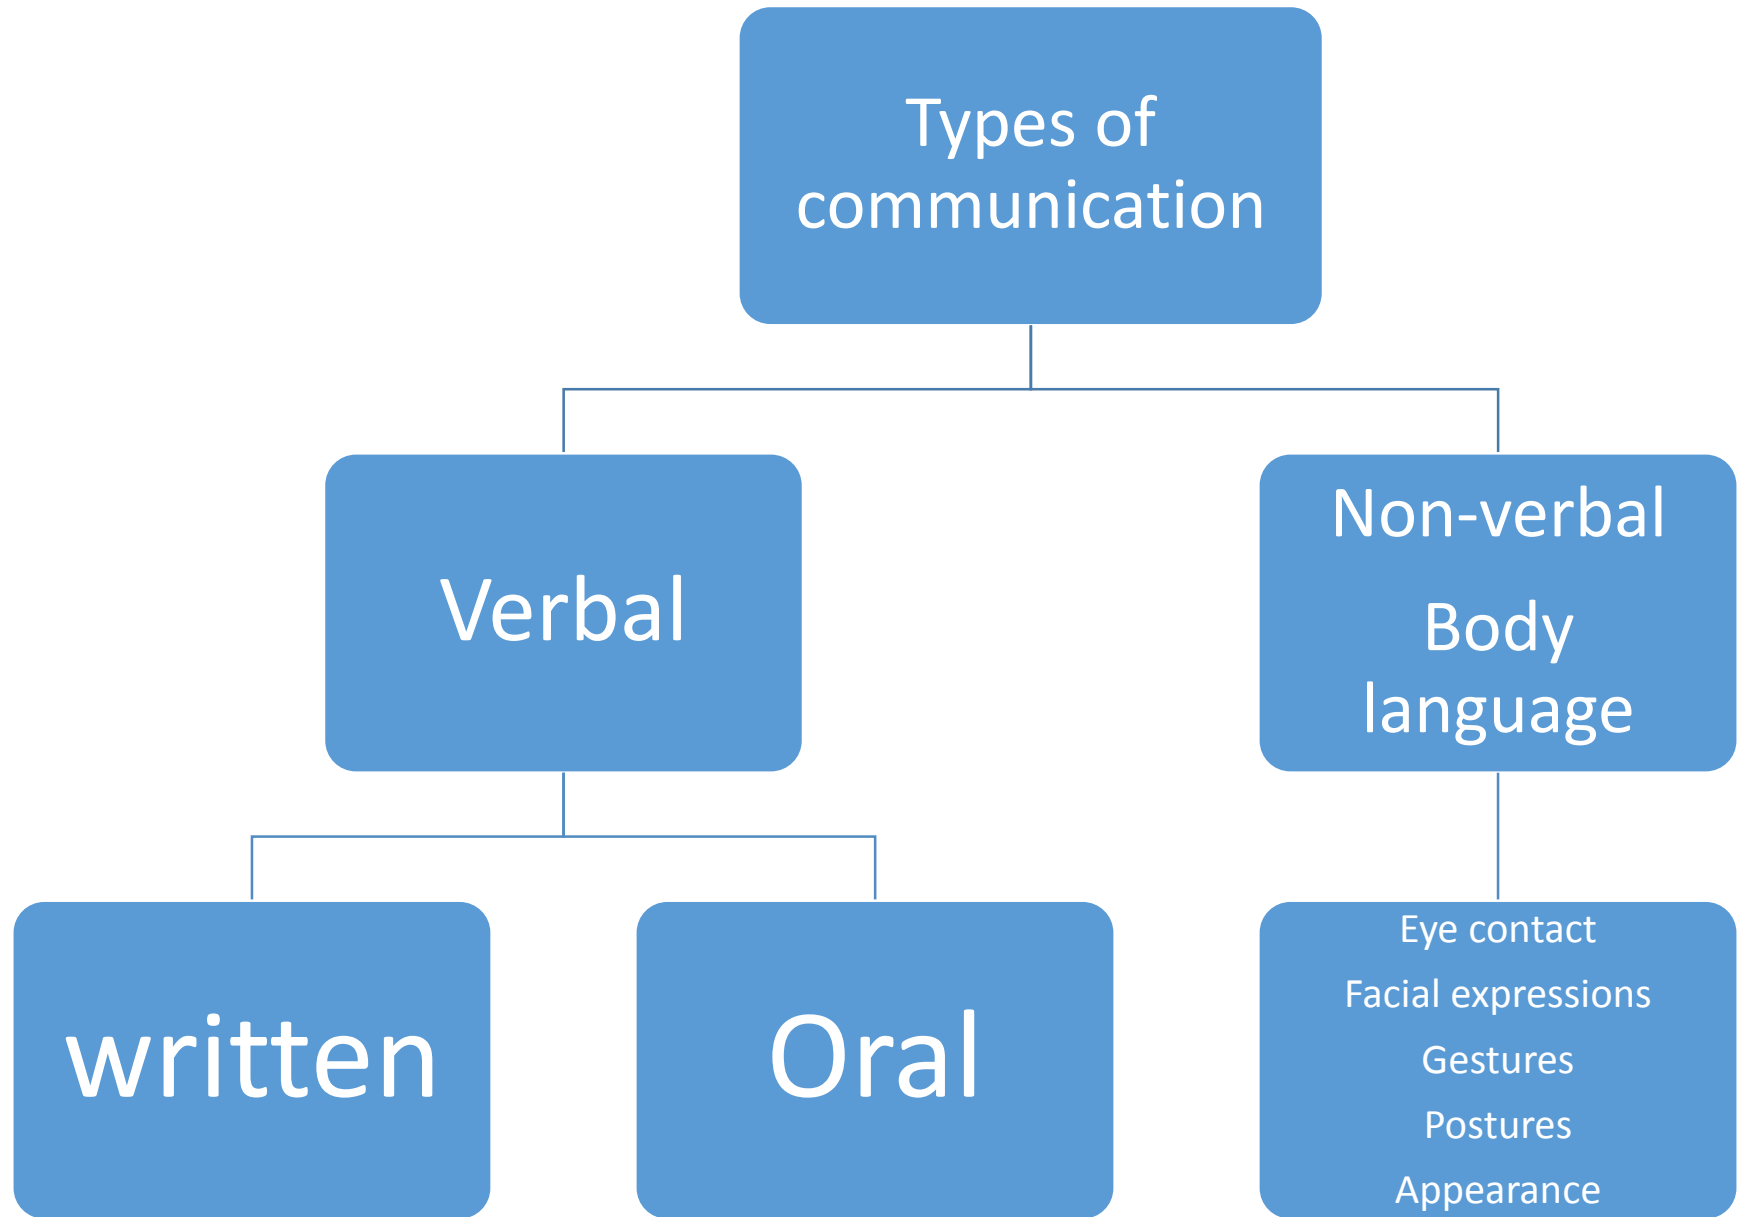 Types of
communication
Verbal
Non-verbal
Body
language
written
Oral
Eye contact
Facial expressions
Gestures
Postures
Appearance